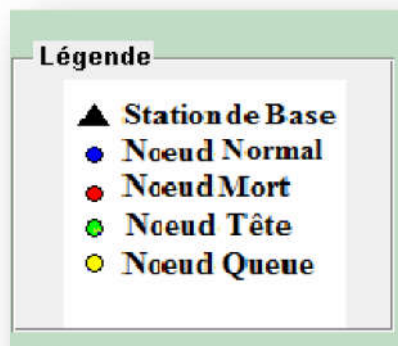 Légende
Station de Base
Noeud Normal
Noeud Mort
Noeud Tête
Noeud Queue